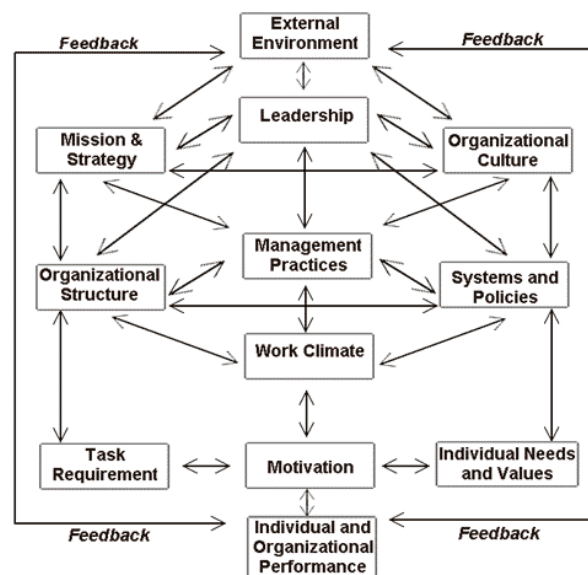 External
Environment
Feedback
Feedback
Leadership
Mission &
Strategy
Organizational
Culture
Management
Practices
Organizational
Structure
Systems and
Policies
Work Climate
Task
Requirement
Motivation
Individual Needs
and Values
Feedback
Individual and
Organizational
Performance
Feedback